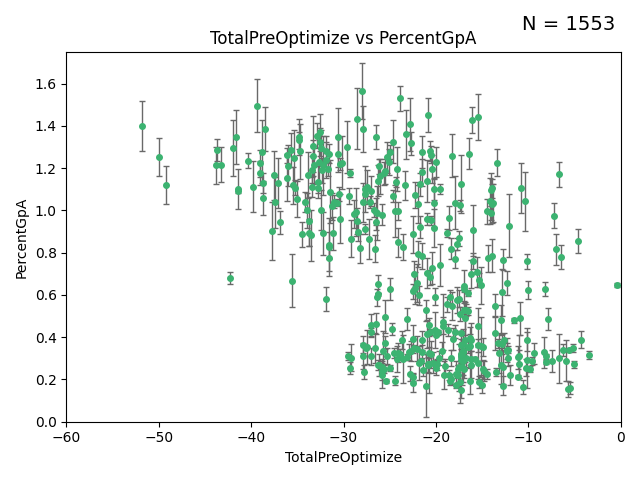 N = 1553
TotalPreOptimize vs PercentGpA
PercentGpA
1.6
1.4
1.2
1.0
0.8
0.6
0.4
0.2
0.0
−60 −50 −40 −30 −20 −10 0
TotalPreOptimize